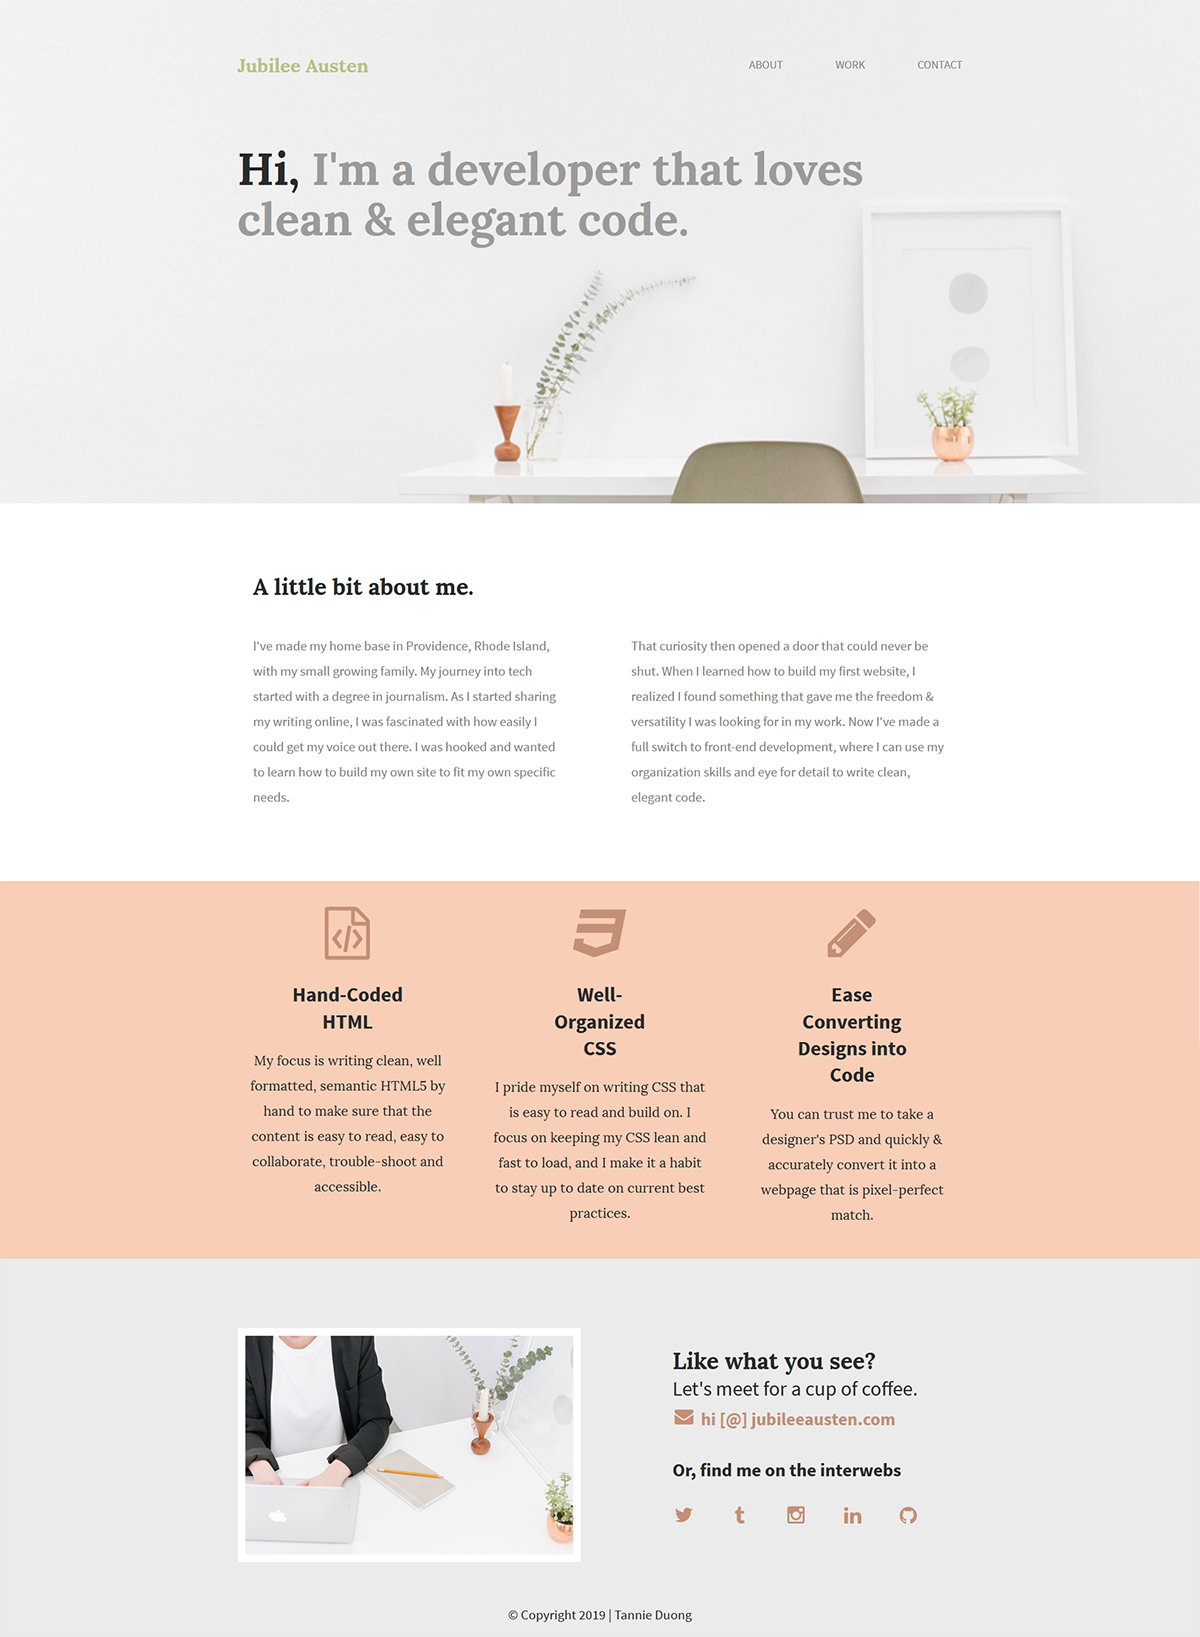 Jubilee Austen
ABOUT WORK CONTACT
Hi, I'm a developer that loves
clean & elegant code.
A little bit about me.
I've made my home base in Providence, Rhode Island,
with my small growing family. My journey into tech
started with a degree in journalism. As I started sharing
my writing online, I was fascinated with how easily I
could get my voice out there. I was hooked and wanted
to learn how to build my own site to fit my own specific
needs.
That curiosity then opened a door that could never be
shut. When I learned how to build my first website, I
realized I found something that gave me the freedom &
versatility I was looking for in my work. Now I've made a
full switch to front-end development, where I can use my
organization skills and eye for detail to write clean,
elegant code.
Hand-Coded
HTML
My focus is writing clean, well
formatted, semantic HTML5 by
hand to make sure that the
content is easy to read, easy to
collaborate, trouble-shoot and
accessible.
Well-
Organized
CSS
I pride myself on writing CSS that
is easy to read and build on. I
focus on keeping my CSS lean and
fast to load, and I make it a habit
to stay up to date on current best
practices.
Ease
Converting
Designs into
Code
You can trust me to take a
designer's PSD and quickly &
accurately convert it into a
webpage that is pixel-perfect
match.
Like what you see?
Let's meet for a cup of coffee.
hi [@] jubileeausten.com
Or, find me on the interwebs
© Copyright 2019 | Tannie Duong